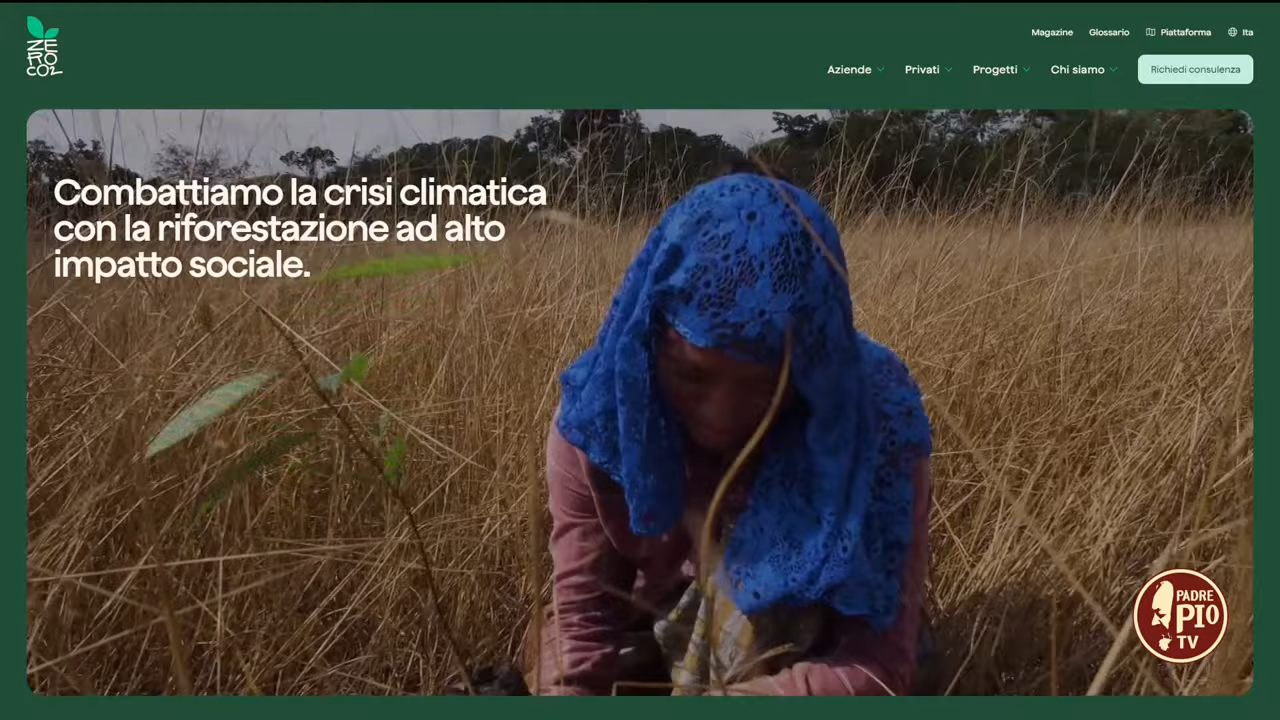 ZE
RO
CO2
Magazine Glossario Piattaforma Ita
Aziende Privati Progetti Chi siamo Richiedi consulenza
Combattiamo la crisi climatica
con la riforestazione ad alto
impatto sociale.
PADRE
PIO
TV